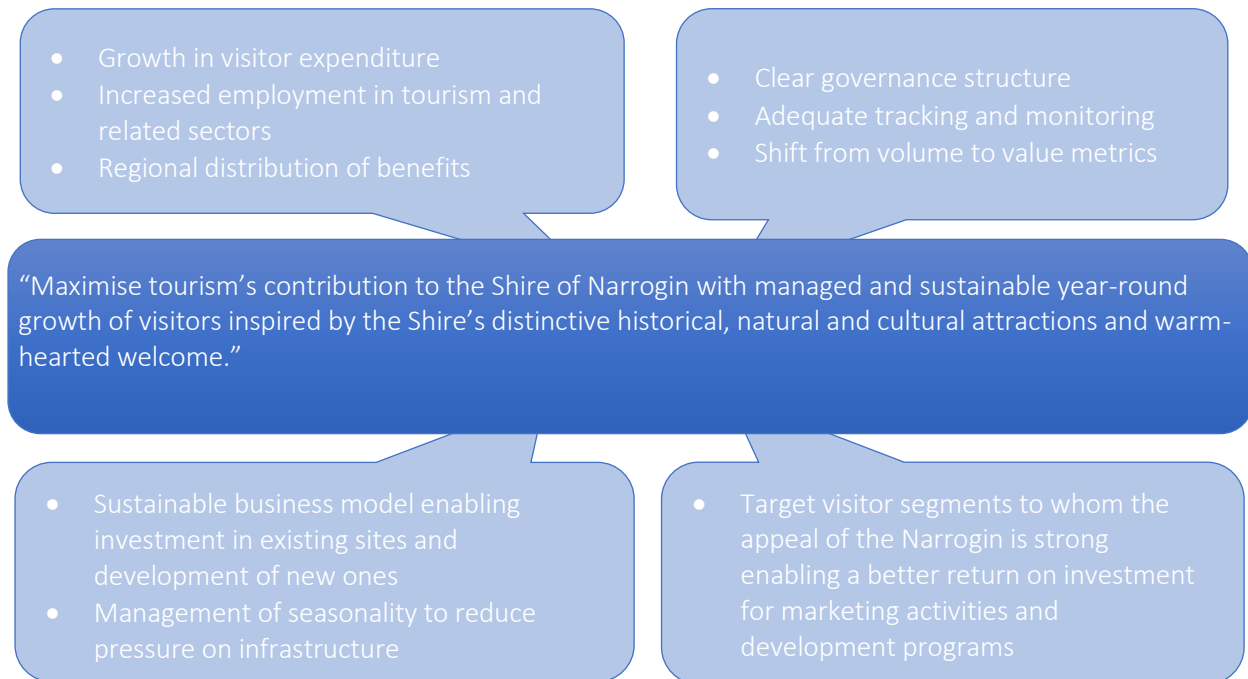 • Growth in visitor expenditure
• Increased employment in tourism and
related sectors
• Regional distribution of benefits
• Clear governance structure
• Adequate tracking and monitoring
• Shift from volume to value metrics
“Maximise tourism’s contribution to the Shire of Narrogin with managed and sustainable year-round
growth of visitors inspired by the Shire’s distinctive historical, natural and cultural attractions and warm-
hearted welcome.”
• Sustainable business model enabling
investment in existing sites and
development of new ones
• Management of seasonality to reduce
pressure on infrastructure
• Target visitor segments to whom the
appeal of the Narrogin is strong
enabling a better return on investment
for marketing activities and
development programs